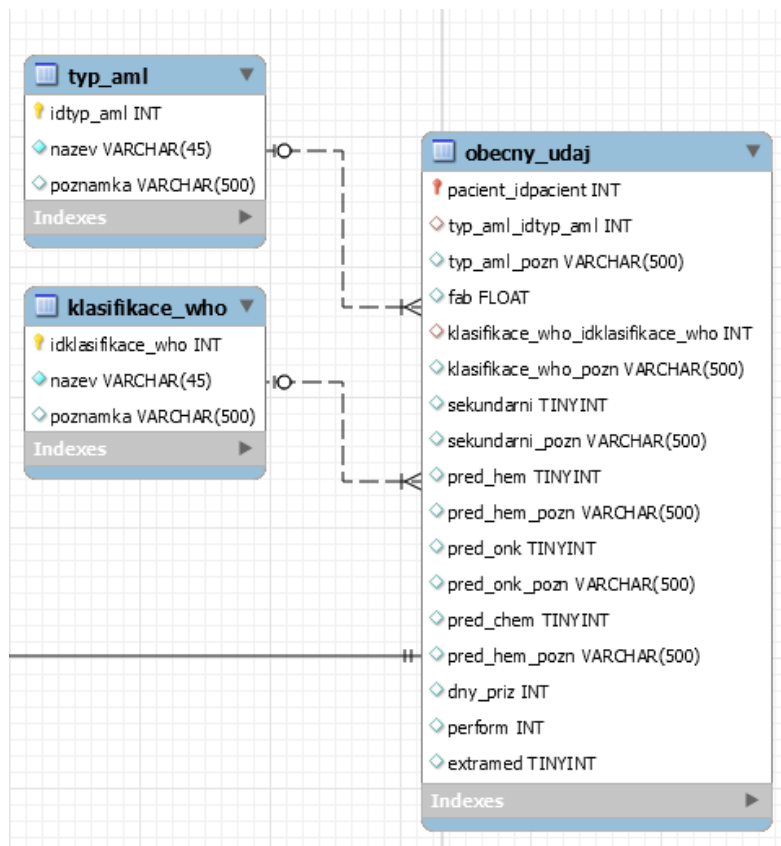 typ_aml
idtyp_aml INT
nazev VARCHAR(45)
poznamka VARCHAR(500)
Indexes
klasifikace_who
idklasifikace_who INT
nazev VARCHAR(45)
poznamka VARCHAR(500)
Indexes
obecny_udaj
pacient_idpacient INT
typ_aml_idtyp_aml INT
typ_aml_pozn VARCHAR(500)
fab FLOAT
klasifikace_who_idklasifikace_who INT
klasifikace_who_pozn VARCHAR(500)
sekundarni TINYINT
sekundarni_pozn VARCHAR(500)
pred_hem TINYINT
pred_hem_pozn VARCHAR(500)
pred_onk TINYINT
pred_onk_pozn VARCHAR(500)
pred_chem TINYINT
pred_hem_pozn VARCHAR(500)
dny_priz INT
perform INT
extramed TINYINT
Indexes